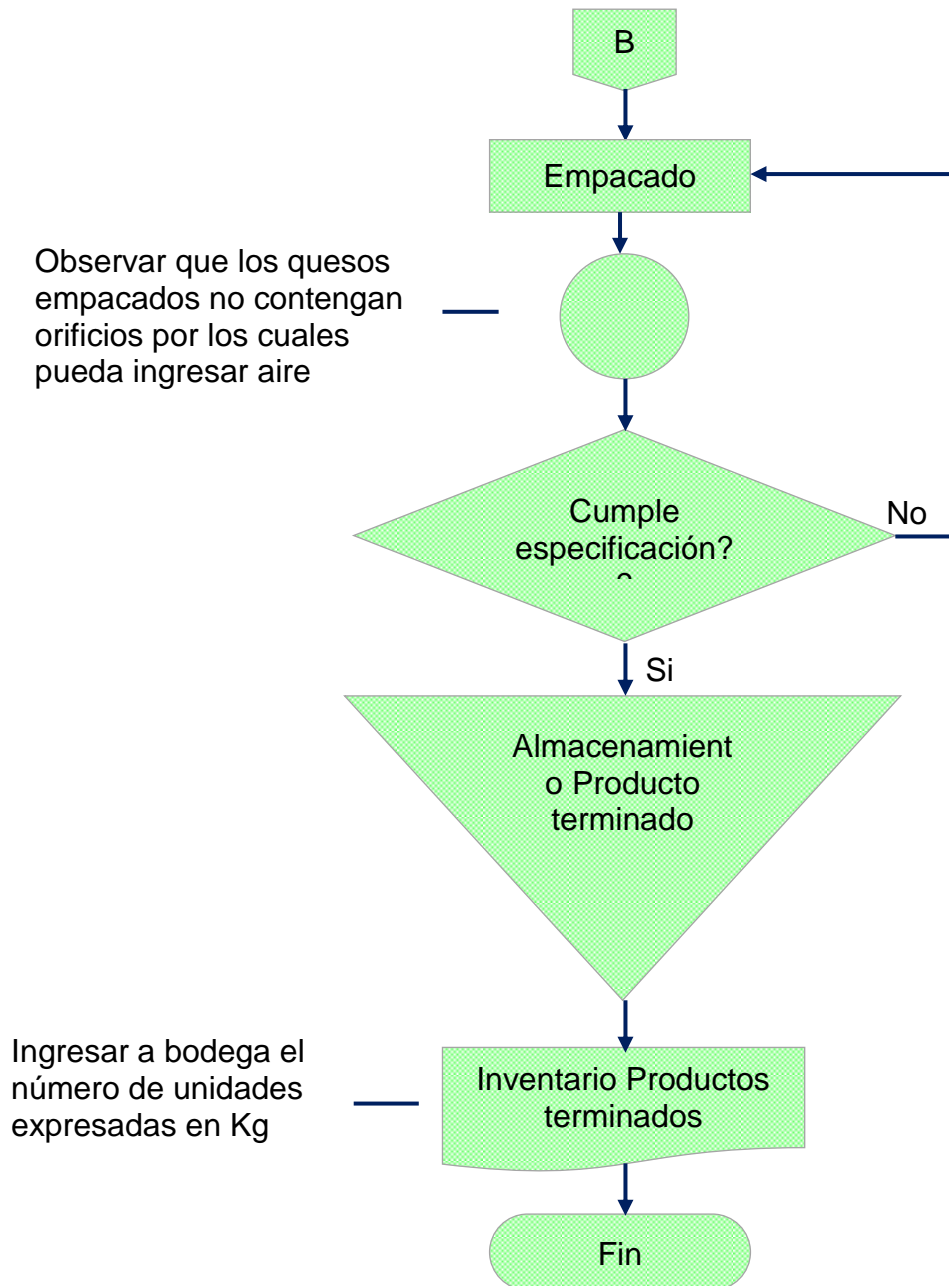 B
Empacado
Observar que los quesos
empacados no contengan
orificios por los cuales
pueda ingresar aire
Cumple
especificación?
No
Si
Almacenamient
o Producto
terminado
Ingresar a bodega el
número de unidades
expresadas en Kg
Inventario Productos
terminados
Fin